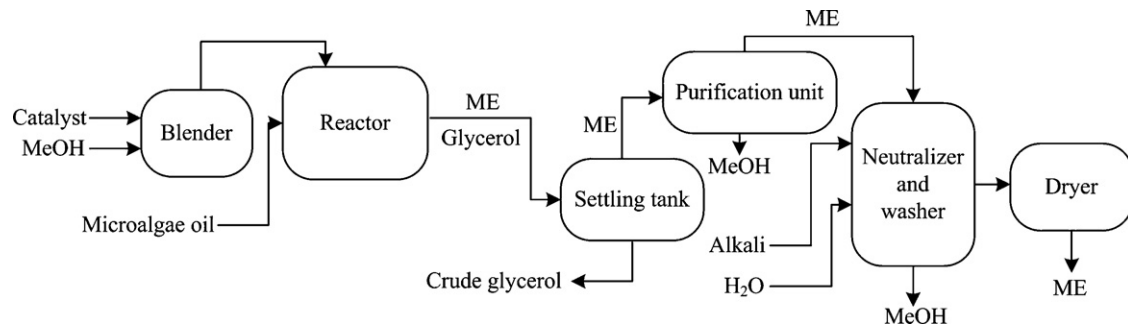 Catalyst
MeOH
Blender
Reactor
Microalgae oil
ME
Glycerol
Settling tank
Crude glycerol
ME
Purification unit
MeOH
ME
Alkali
H₂O
Neutralizer
and
washer
MeOH
Dryer
ME